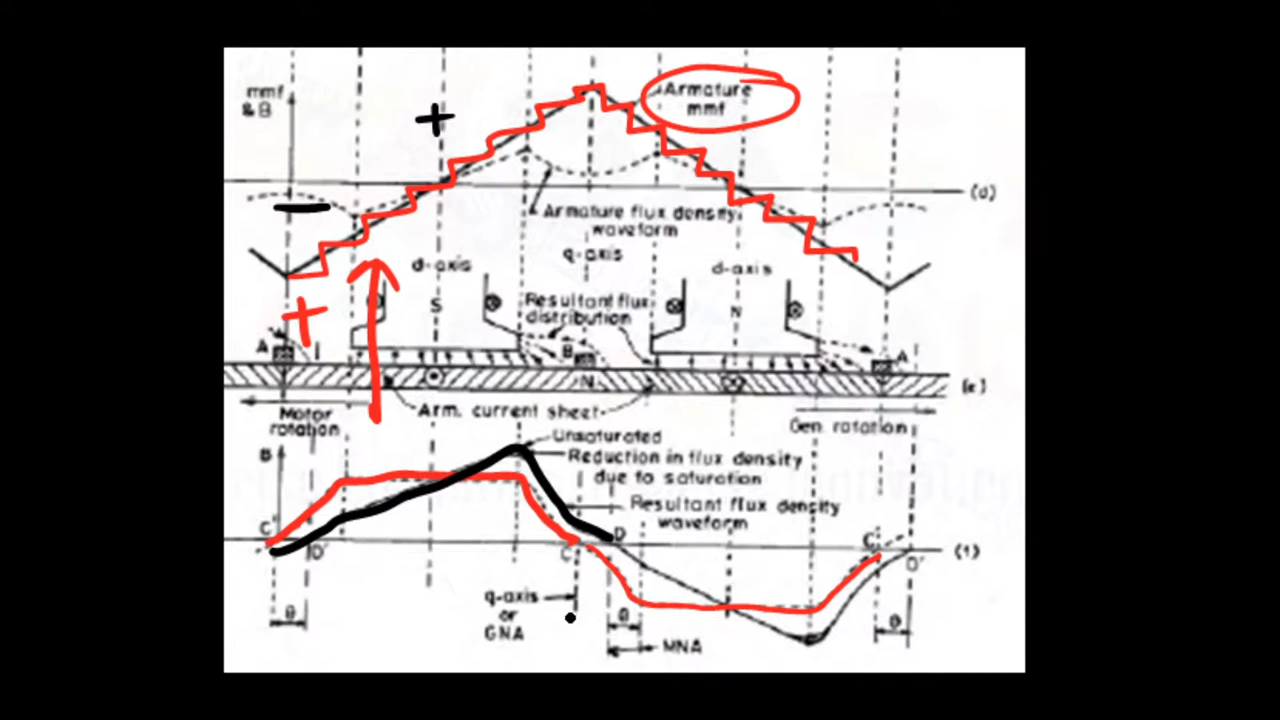 mmf
& B
+
Armature
mmf
(d)
Armature flux density
waveform
q-axis
d-axis
d-axis
+
S
Resultant flux
distribution
N
A
B
A
N
(e)
Motor
rotation
Arm. current sheet
Gen rotation
B
Unsaturated
Reduction in flux density
due to saturation
Resultant flux density
waveform
C'
D'
C
D
C'
D'
(f)
θ
q-axis
or
GNA
θ
MNA
θ